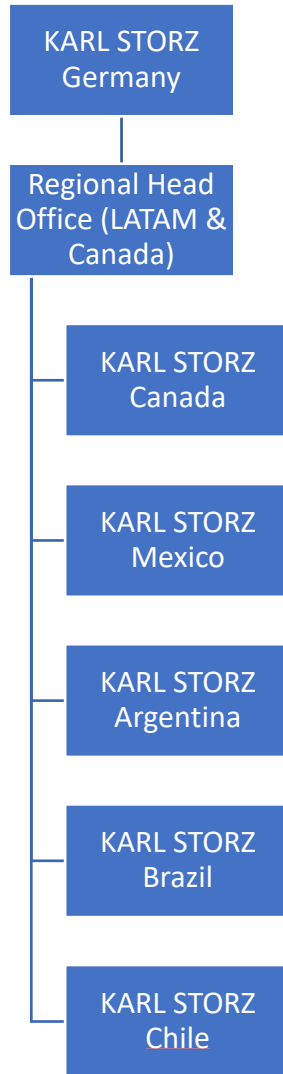 KARL STORZ
Germany
Regional Head
Office (LATAM &
Canada)
KARL STORZ
Canada
KARL STORZ
Mexico
KARL STORZ
Argentina
KARL STORZ
Brazil
KARL STORZ
Chile